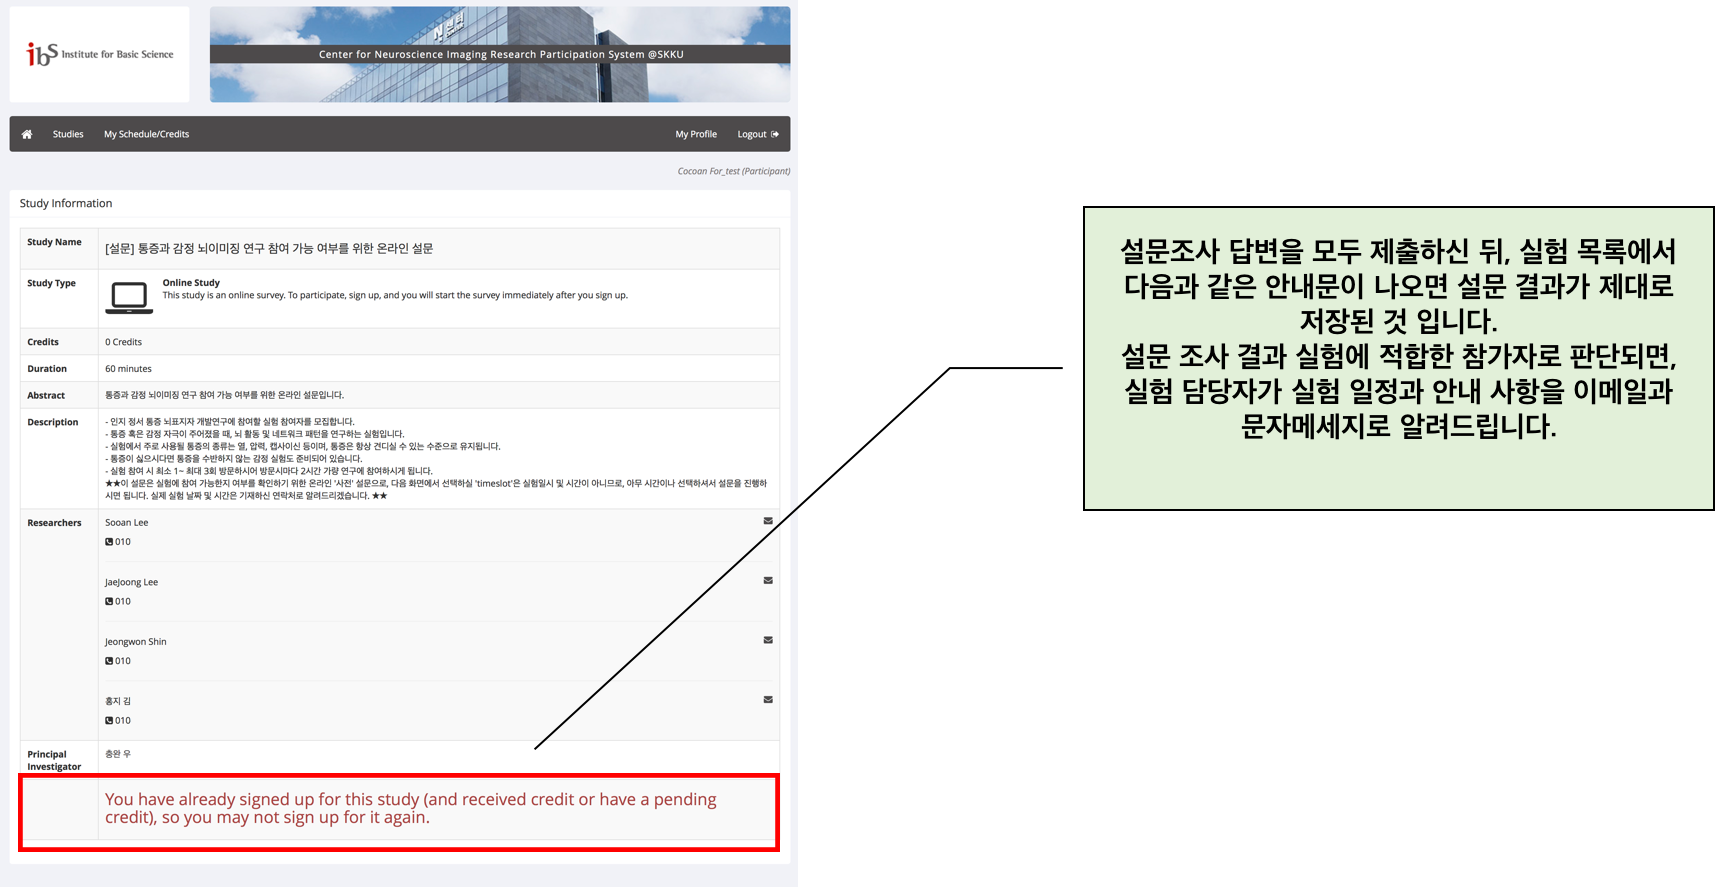 ibS Institute for Basic Science
N 센터
Center for Neuroscience Imaging Research Participation System @SKKU
Studies
My Schedule/Credits
My Profile
Logout
Cocoan For_test (Participant)
Study Information
Study Name
[설문] 통증과 감정 뇌이미징 연구 참여 가능 여부를 위한 온라인 설문
Study Type
Online Study
This study is an online survey. To participate, sign up, and you will start the survey immediately after you sign up.
Credits
0 Credits
Duration
60 minutes
Abstract
통증과 감정 뇌이미징 연구 참여 가능 여부를 위한 온라인 설문입니다.
Description
- 인지 정서 통증 뇌표지자 개발연구에 참여할 실험 참여자를 모집합니다.
- 통증 혹은 감정 자극이 주어졌을 때, 뇌 활동 및 네트워크 패턴을 연구하는 실험입니다.
- 실험에서 주로 사용될 통증의 종류는 열, 압력, 캡사이신 등이며, 통증은 항상 견디실 수 있는 수준으로 유지됩니다.
- 통증이 싫으시다면 통증을 수반하지 않는 감정 실험도 준비되어 있습니다.
- 실험 참여 시 최소 1~ 최대 3회 방문하시어 방문시마다 2시간 가량 연구에 참여하시게 됩니다.
★★이 설문은 실험에 참여 가능한지 여부를 확인하기 위한 온라인 '사전' 설문으로, 다음 화면에서 선택하실 'timeslot'은 실험일시 및 시간이 아니므로, 아무 시간이나 선택하셔서 설문을 진행하
시면 됩니다. 실제 실험 날짜 및 시간은 기재하신 연락처로 알려드리겠습니다. ★★
Researchers
Sooan Lee
010
JaeJoong Lee
010
Jeongwon Shin
010
홍지 김
010
Principal
Investigator
충완 우
You have already signed up for this study (and received credit or have a pending
credit), so you may not sign up for it again.
설문조사 답변을 모두 제출하신 뒤, 실험 목록에서
다음과 같은 안내문이 나오면 설문 결과가 제대로
저장된 것 입니다.
설문 조사 결과 실험에 적합한 참가자로 판단되면,
실험 담당자가 실험 일정과 안내 사항을 이메일과
문자메세지로 알려드립니다.